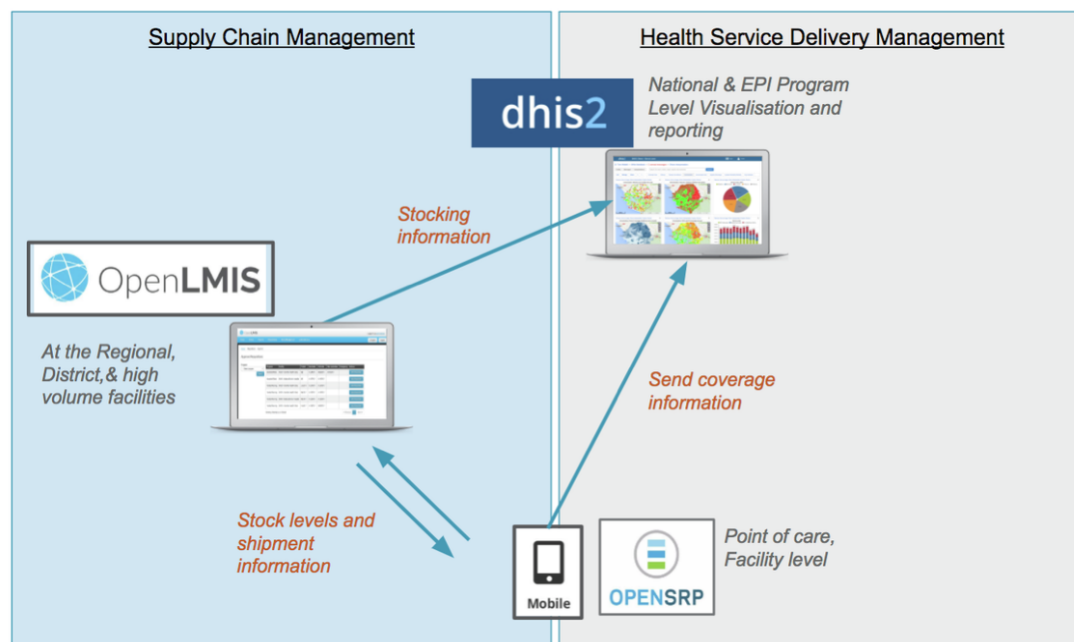 Supply Chain Management
Health Service Delivery Management
dhis2
National & EPI Program
Level Visualisation and
reporting
Stocking
information
OpenLMIS
At the Regional,
District,& high
volume facilities
Send coverage
information
Stock levels and
shipment
information
Mobile
OPENSRP
Point of care,
Facility level